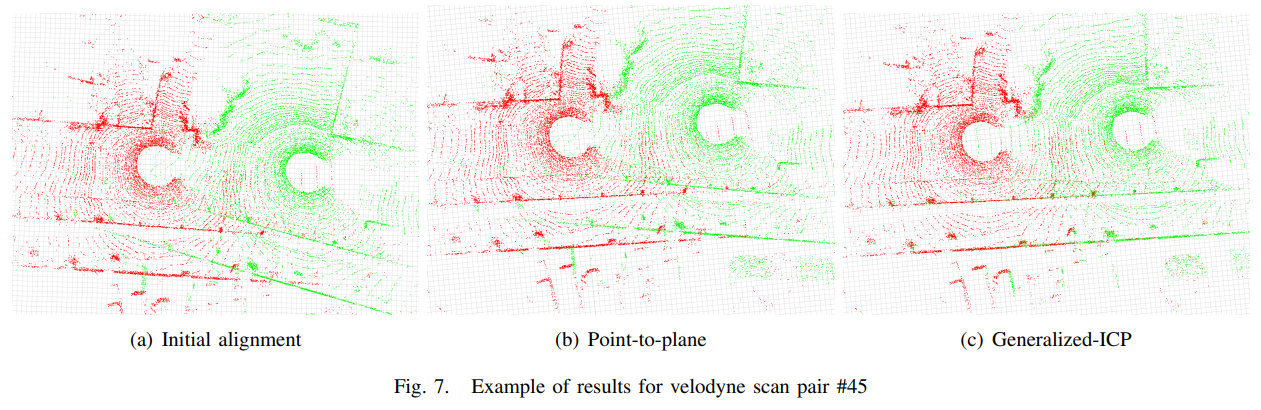 (a) Initial alignment
(b) Point-to-plane
(c) Generalized-ICP
Fig. 7. Example of results for velodyne scan pair #45